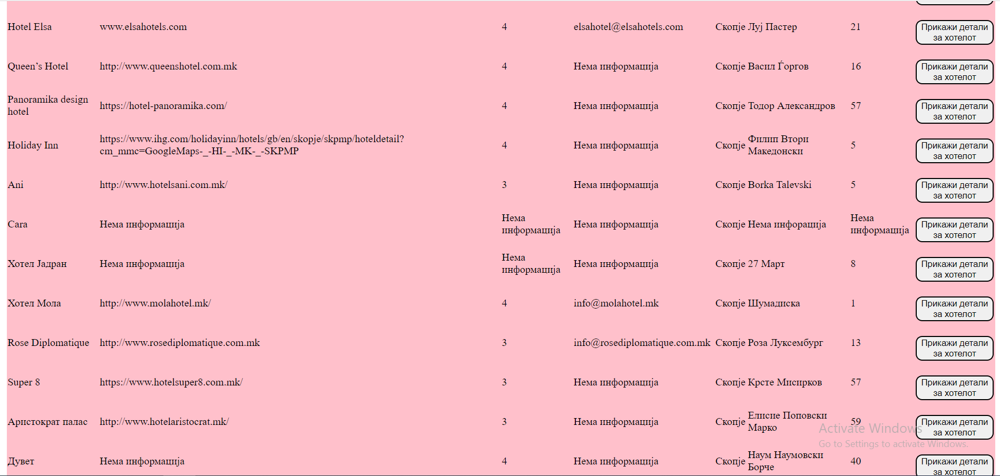 Hotel Elsa www.elsahotels.com 4 elsahotel@elsahotels.com Скопје Луј Пастер 21 Прикажи детали
за хотелот
Queen’s Hotel http://www.queenshotel.com.mk 4 Нема информација Скопје Васил Ѓоргов 16 Прикажи детали
за хотелот
Panoramika design
hotel https://hotel-panoramika.com/ 4 Нема информација Скопје Тодор Александров 57 Прикажи детали
за хотелот
Holiday Inn https://www.ihg.com/holidayinn/hotels/gb/en/skopje/skpmp/hoteldetail?
cm_mmc=GoogleMaps-_-HI-_-MK-_-SKPMP 4 Нема информација Скопје Филип Втори
Македонски 5 Прикажи детали
за хотелот
Ani http://www.hotelsani.com.mk/ 3 Нема информација Скопје Borka Talevski 5 Прикажи детали
за хотелот
Cara Нема информација Нема
информација Нема информација Скопје Нема инфорација Нема
информација Прикажи детали
за хотелот
Хотел Јадран Нема информација Нема
информација Нема информација Скопје 27 Март 8 Прикажи детали
за хотелот
Хотел Мола http://www.molahotel.mk/ 4 info@molahotel.mk Скопје Шумадиска 1 Прикажи детали
за хотелот
Rose Diplomatique http://www.rosediplomatique.com.mk 3 info@rosediplomatique.com.mk Скопје Роза Луксембург 13 Прикажи детали
за хотелот
Super 8 https://www.hotelsuper8.com.mk/ 3 Нема информација Скопје Крсте Мисирков 57 Прикажи детали
за хотелот
Аристократ палас http://www.hotelaristocrat.mk/ 3 Нема информација Скопје Елисие Поповски
Марко 59 Прикажи детали
за хотелот
Activate Windows
Go to Settings to activate Windows.
Дувет Нема информација 4 Нема информација Скопје Наум Наумовски
Борче 40 Прикажи детали
за хотелот